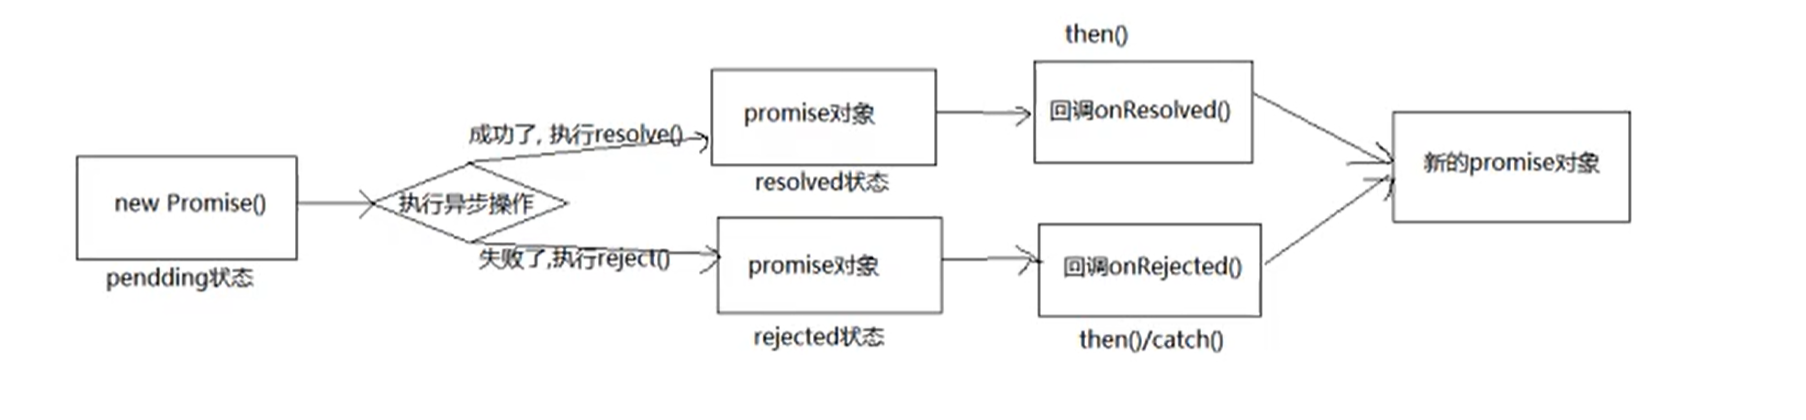 then()
promise对象
回调onResolved()
成功了, 执行resolve()
新的promise对象
resolved状态
new Promise()
执行异步操作
pendding状态
失败了,执行reject()
promise对象
回调onRejected()
rejected状态
then()/catch()